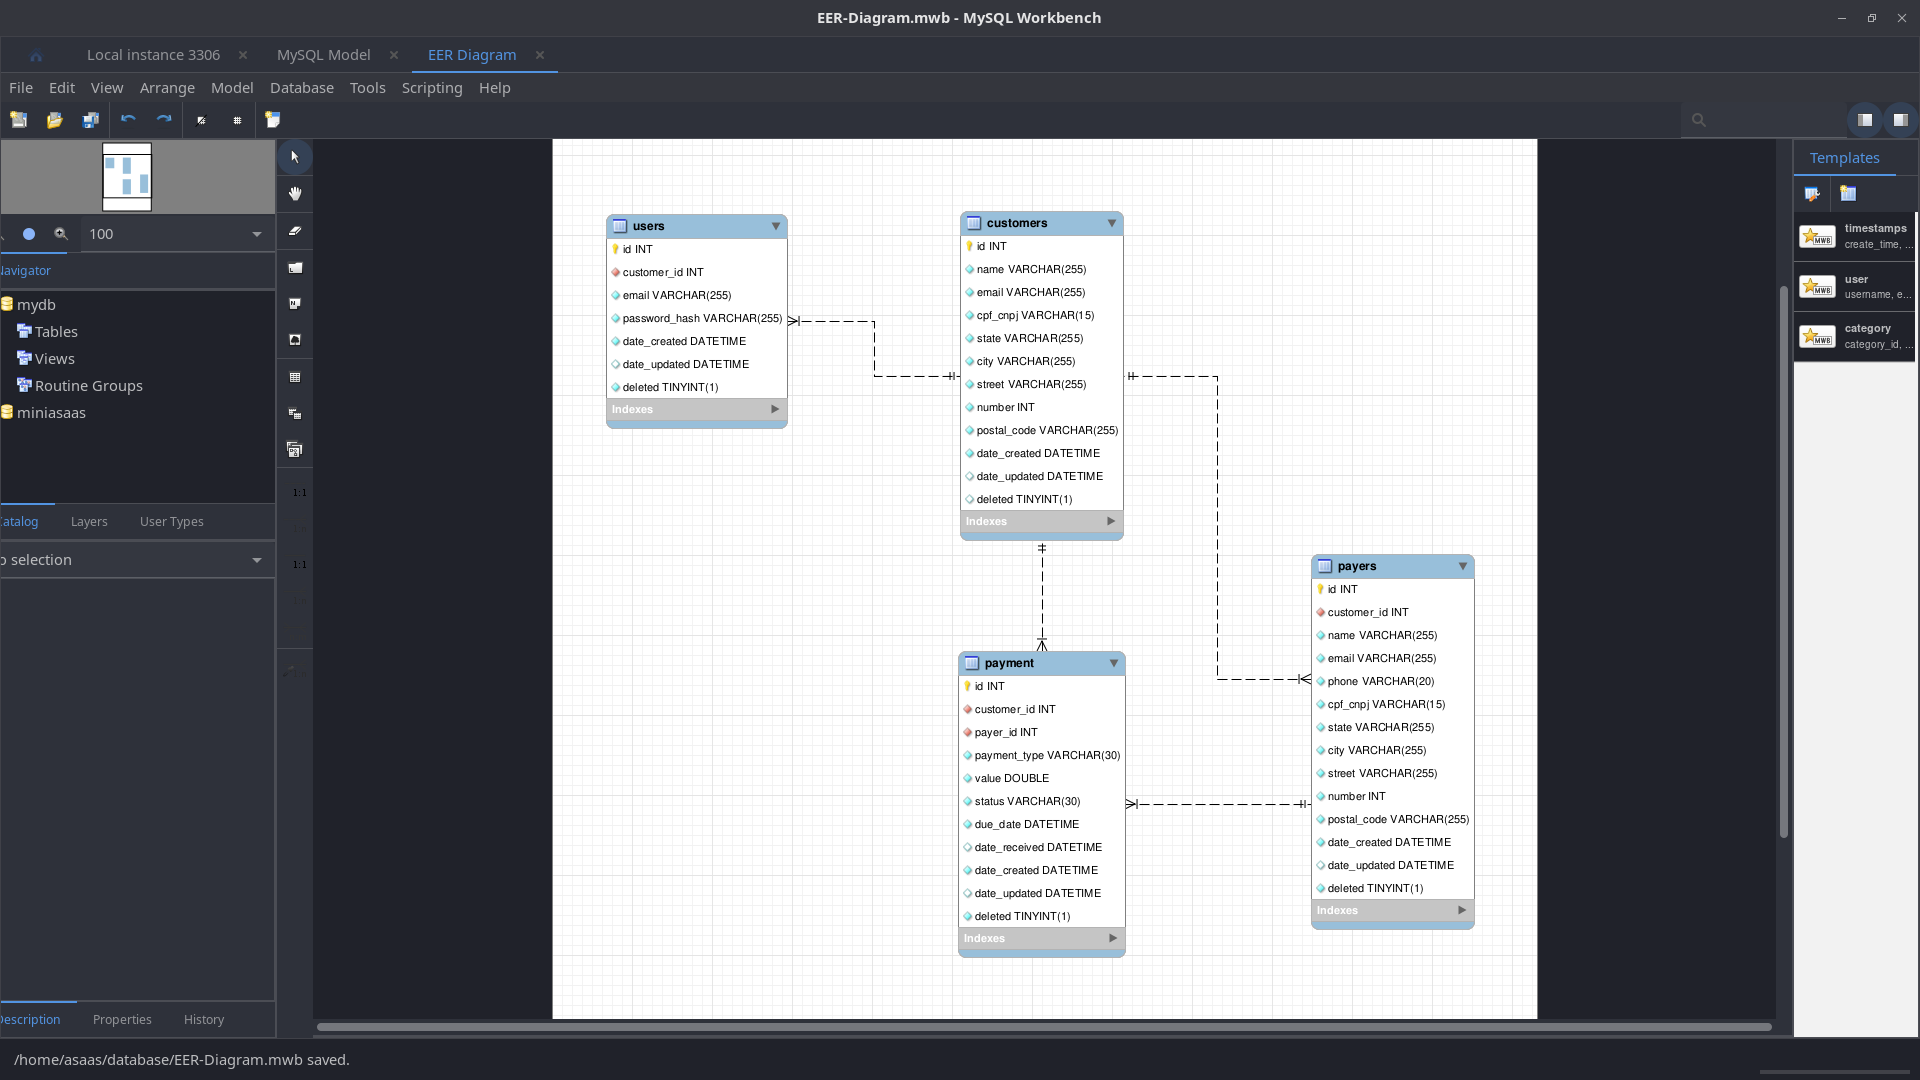 EER-Diagram.mwb - MySQL Workbench
Local instance 3306
MySQL Model
EER Diagram
File Edit View Arrange Model Database Tools Scripting Help
100
Navigator
mydb
Tables
Views
Routine Groups
miniasaas
Catalog Layers User Types
o selection
Description Properties History
1:1
1:1
users
id INT
customer_id INT
email VARCHAR(255)
password_hash VARCHAR(255)
date_created DATETIME
date_updated DATETIME
deleted TINYINT(1)
Indexes
customers
id INT
name VARCHAR(255)
email VARCHAR(255)
cpf_cnpj VARCHAR(15)
state VARCHAR(255)
city VARCHAR(255)
street VARCHAR(255)
number INT
postal_code VARCHAR(255)
date_created DATETIME
date_updated DATETIME
deleted TINYINT(1)
Indexes
payment
id INT
customer_id INT
payer_id INT
payment_type VARCHAR(30)
value DOUBLE
status VARCHAR(30)
due_date DATETIME
date_received DATETIME
date_created DATETIME
date_updated DATETIME
deleted TINYINT(1)
Indexes
payers
id INT
customer_id INT
name VARCHAR(255)
email VARCHAR(255)
phone VARCHAR(20)
cpf_cnpj VARCHAR(15)
state VARCHAR(255)
city VARCHAR(255)
street VARCHAR(255)
number INT
postal_code VARCHAR(255)
date_created DATETIME
date_updated DATETIME
deleted TINYINT(1)
Indexes
Templates
MWB
timestamps
create_time, ...
MWB
user
username, e...
MWB
category
category_id, ...
/home/asaas/database/EER-Diagram.mwb saved.